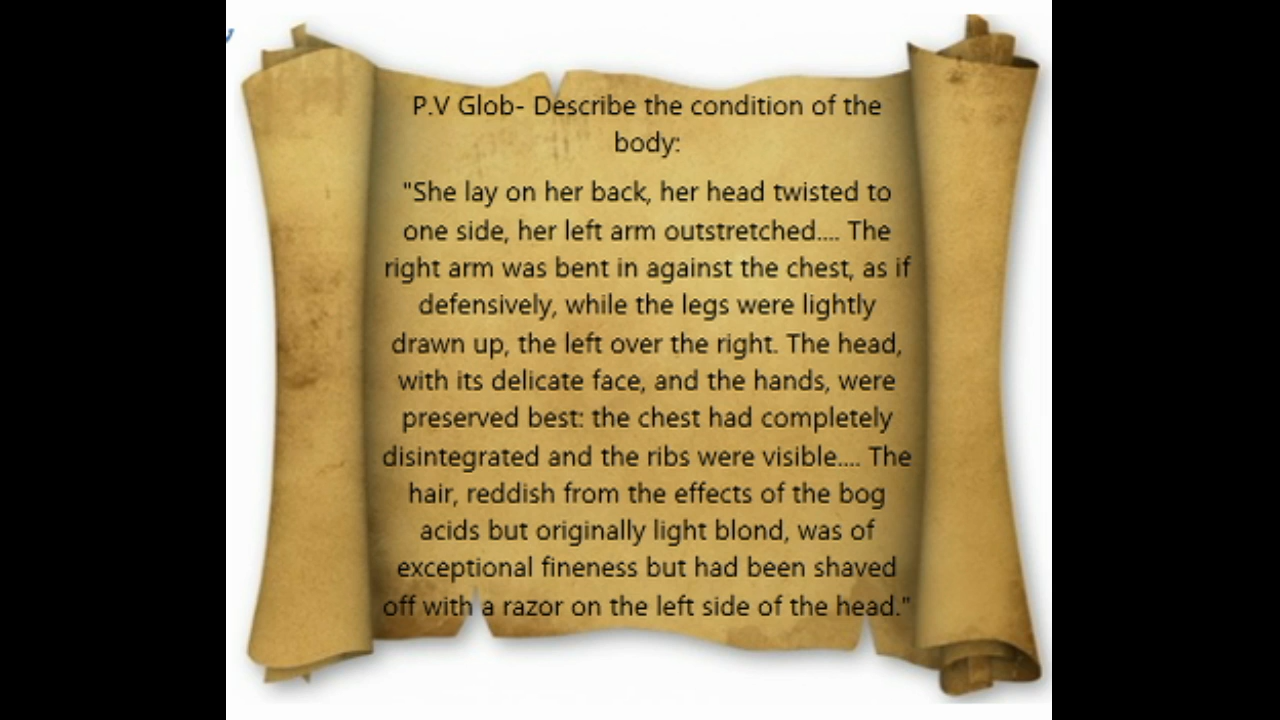 P.V Glob- Describe the condition of the
body:
"She lay on her back, her head twisted to
one side, her left arm outstretched.... The
right arm was bent in against the chest, as if
defensively, while the legs were lightly
drawn up, the left over the right. The head,
with its delicate face, and the hands, were
preserved best: the chest had completely
disintegrated and the ribs were visible.... The
hair, reddish from the effects of the bog
acids but originally light blond, was of
exceptional fineness but had been shaved
off with a razor on the left side of the head."